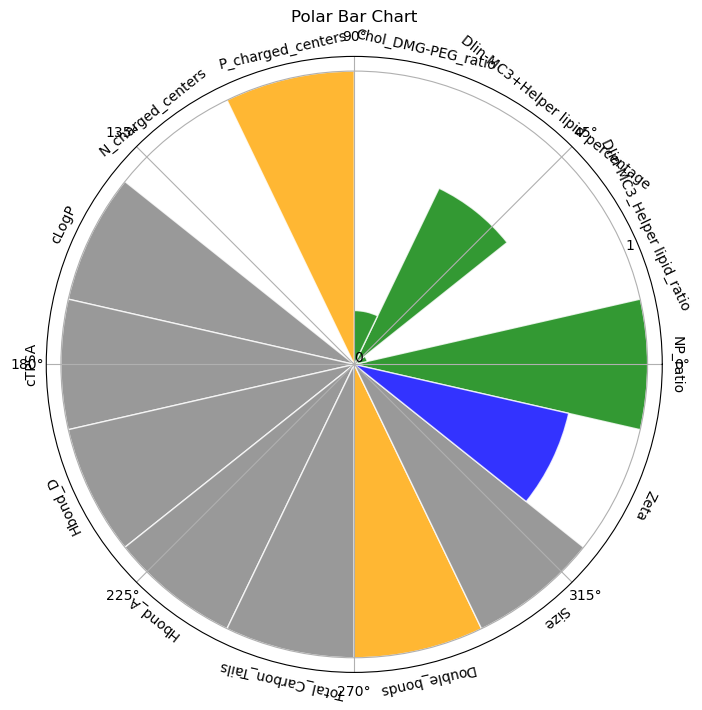 Polar Bar Chart
90°
Chol_DMG-PEG_ratio
P_charged_centers
Dlin-MC3+Helper lipid percentage
N_charged_centers
135°
45°
Dlin-MC3_Helper lipid_ratio
cLogP
1
NP_ratio
0
0°
180°
cTPSA
Hbond_D
Zeta
225°
315°
Hbond_A
Size
Total_Carbon_Tails
Double_bonds
270°